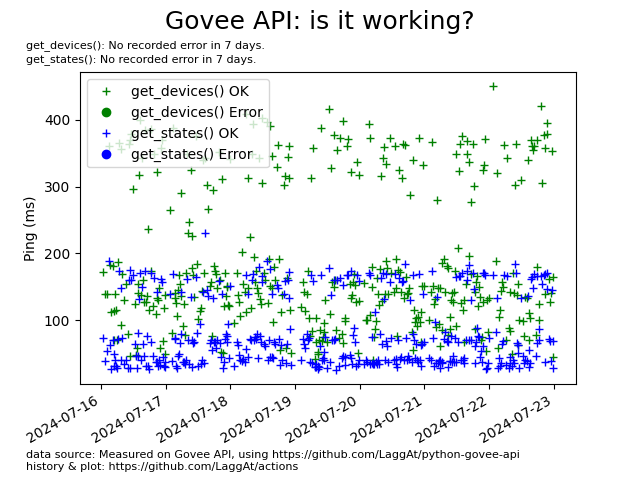 Govee API: is it working?
get_devices(): No recorded error in 7 days.
get_states(): No recorded error in 7 days.
get_devices() OK
get_devices() Error
get_states() OK
get_states() Error
Ping (ms)
400
300
200
100
2024-07-16
2024-07-17
2024-07-18
2024-07-19
2024-07-20
2024-07-21
2024-07-22
2024-07-23
data source: Measured on Govee API, using https://github.com/LaggAt/python-govee-api
history & plot: https://github.com/LaggAt/actions